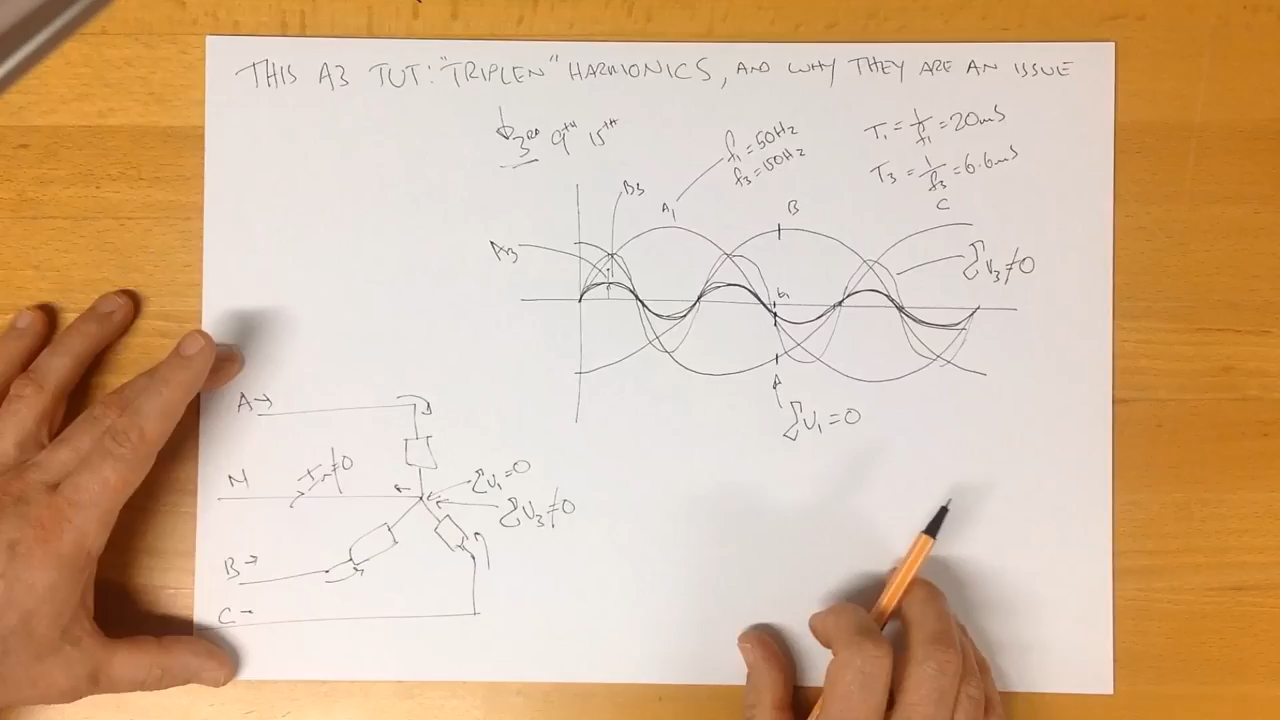 THIS A3 TUT: "TRIPLEN" HARMONICS, AND WHY THEY ARE AN ISSUE
3RD 9TH 15TH
f1=50Hz
f3=150Hz
T1=1/f1=20mS
T3=1/f3=6.6mS
B3
A1
B
C
A3
ΣV3≠0
A
ΣV1=0
A→
N
In≠0
ΣV1=0
ΣV3≠0
B→
C→